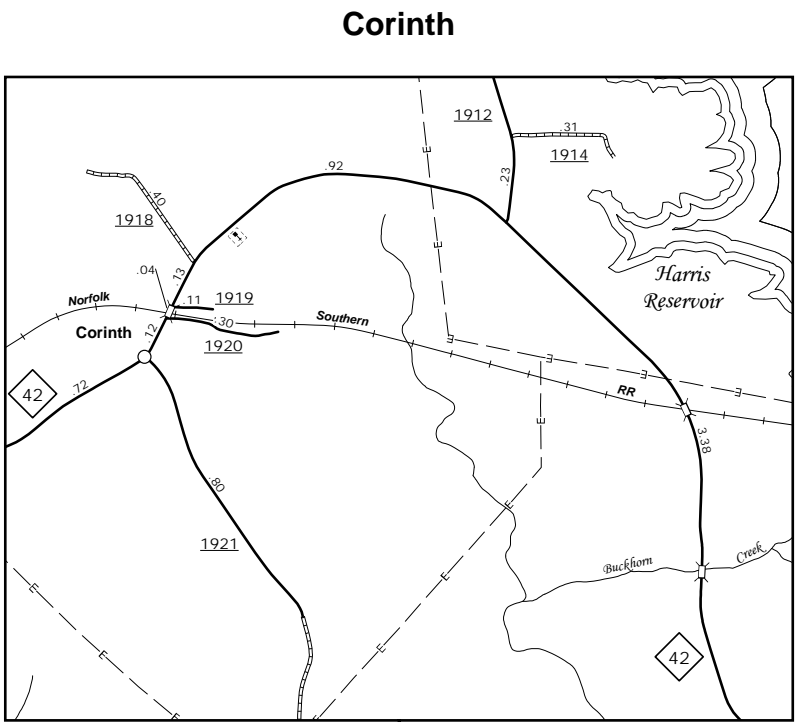 Corinth
1912
.31
1914
.92
.23
.40
1918
.13
.04
Harris
Reservoir
Norfolk
.11
1919
Southern
.30
Corinth
.12
1920
E
E
E
E
E
E
RR
42
.72
E
3.38
.80
E
1921
Buckhorn
Creek
E
E
E
42
E
E
E
E